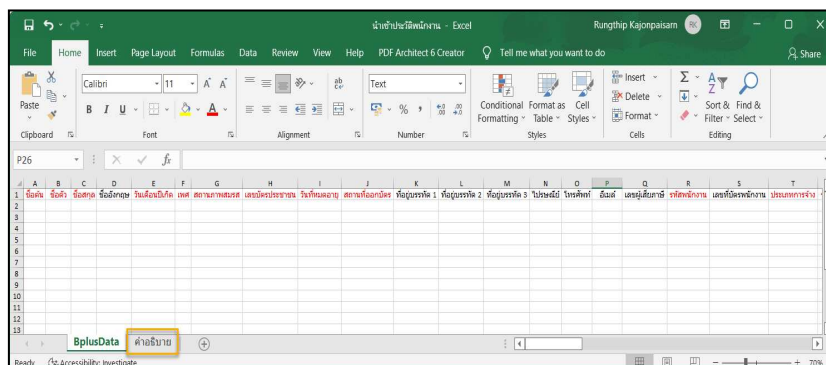 นำเข้าประวัติพนักงาน - Excel
Rungthip Kajonpaisarn RK
File Home Insert Page Layout Formulas Data Review View Help PDF Architect 6 Creator Tell me what you want to do Share
Paste
Calibri 11
B I U
Text
Conditional Formatting
Format as Table
Cell Styles
Insert
Delete
Format
Sort & Filter
Find & Select
Clipboard Font Alignment Number Styles Cells Editing
P26 fx
A B C D E F G H I J K L M N O P Q R S T
1 ชื่อต้น ชื่อตัว ชื่อสกุล ชื่ออังกฤษ วันเดือนปีเกิด เพศ สถานภาพสมรส เลขบัตรประชาชน วันที่หมดอายุ สถานที่ออกบัตร ที่อยู่บรรทัด 1 ที่อยู่บรรทัด 2 ที่อยู่บรรทัด 3 ไปรษณีย์ โทรศัพท์ อีเมล์ เลขผู้เสียภาษี รหัสพนักงาน เลขที่บัตรพนักงาน ประเภทการจ้าง
2
3
4
5
6
7
8
9
10
11
12
13
BplusData คำอธิบาย
Ready Accessibility: Investigate 70%